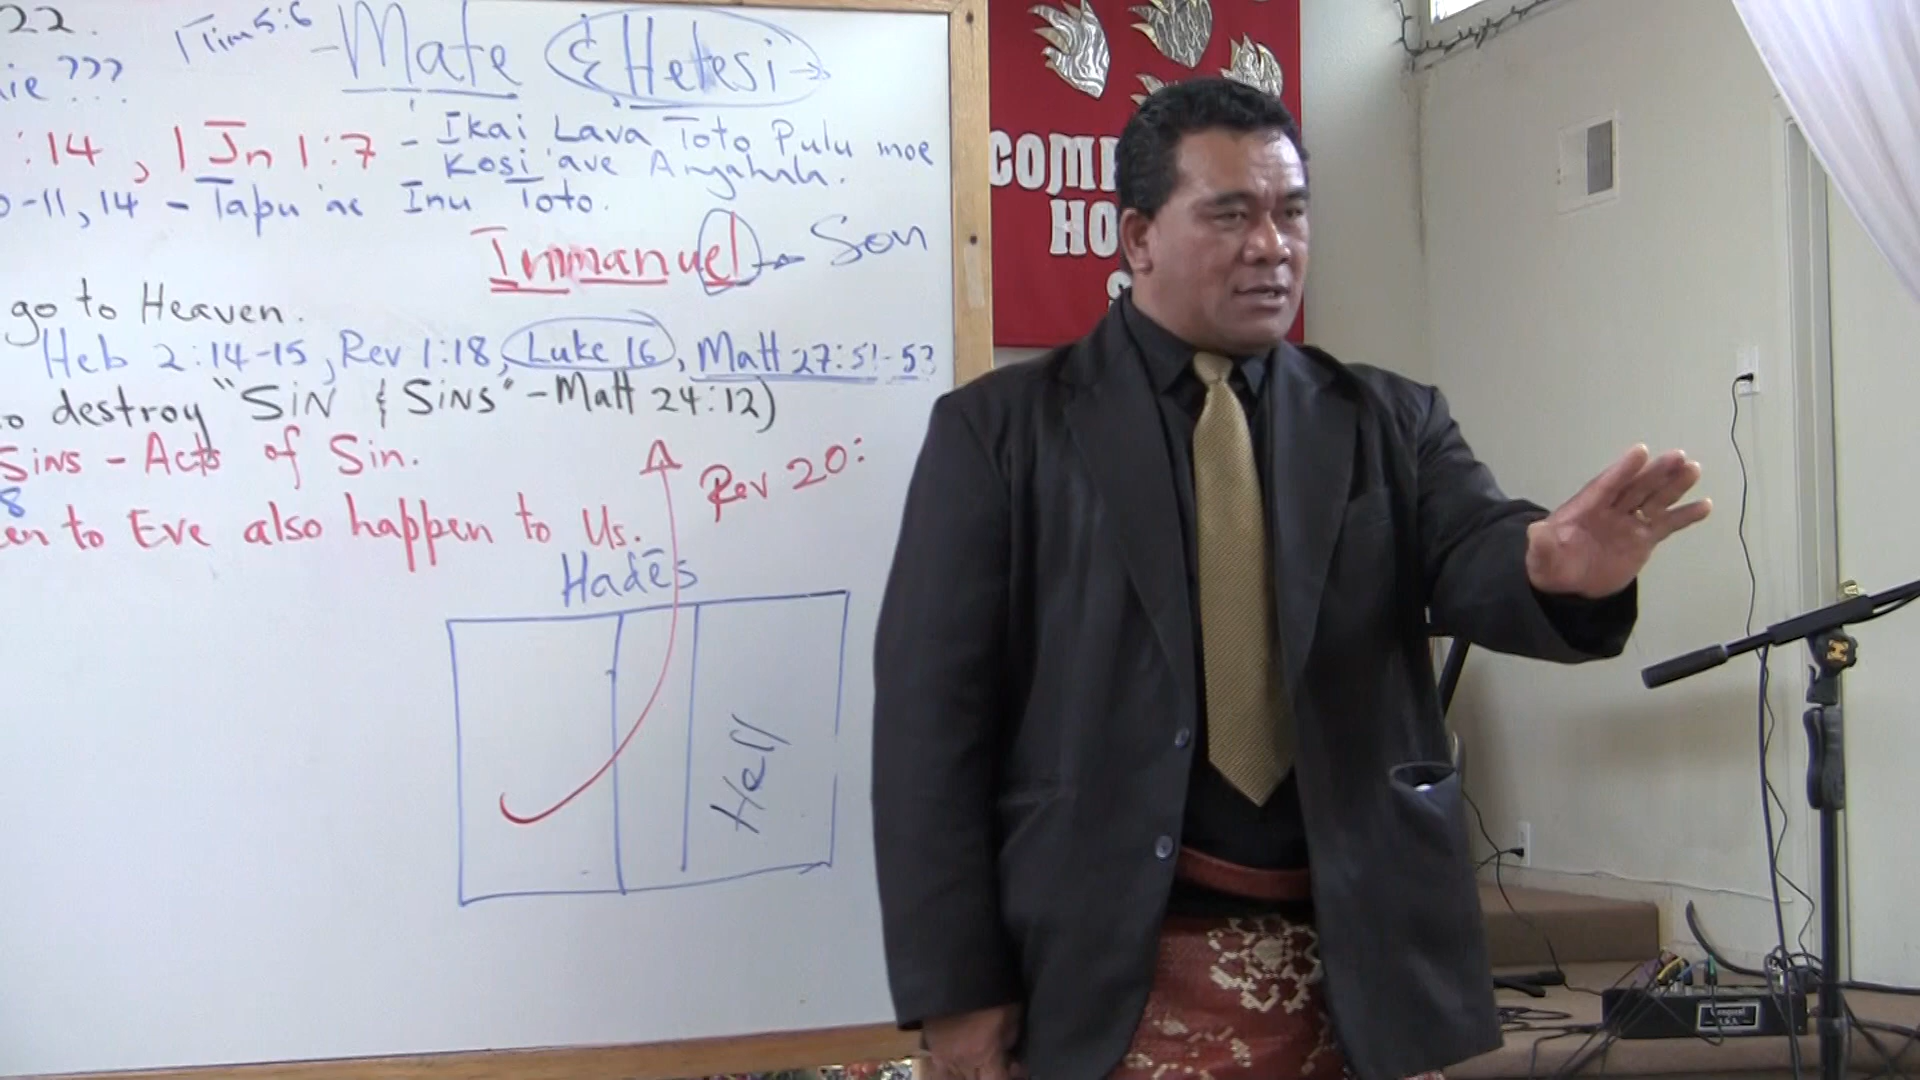 22.
1 Tim 5:6
- Mate & Hetesi →
ie ???
:14, 1 Jn 1:7 - Ikai Lava Toto Pulu moe
Kosi 'ave
-11, 14 - Tapu ae Inu Toto.
Immanuel → Son
go to Heaven.
Heb 2:14-15, Rev 1:18, Luke 16, Matt 27:51-53
o destroy "SiN & SiNS" - Matt 24:12)
SiNS - Acts of Sin.
8
en to Eve also happen to Us.
Rev 20:
Hadēs
Hell
COM
HO